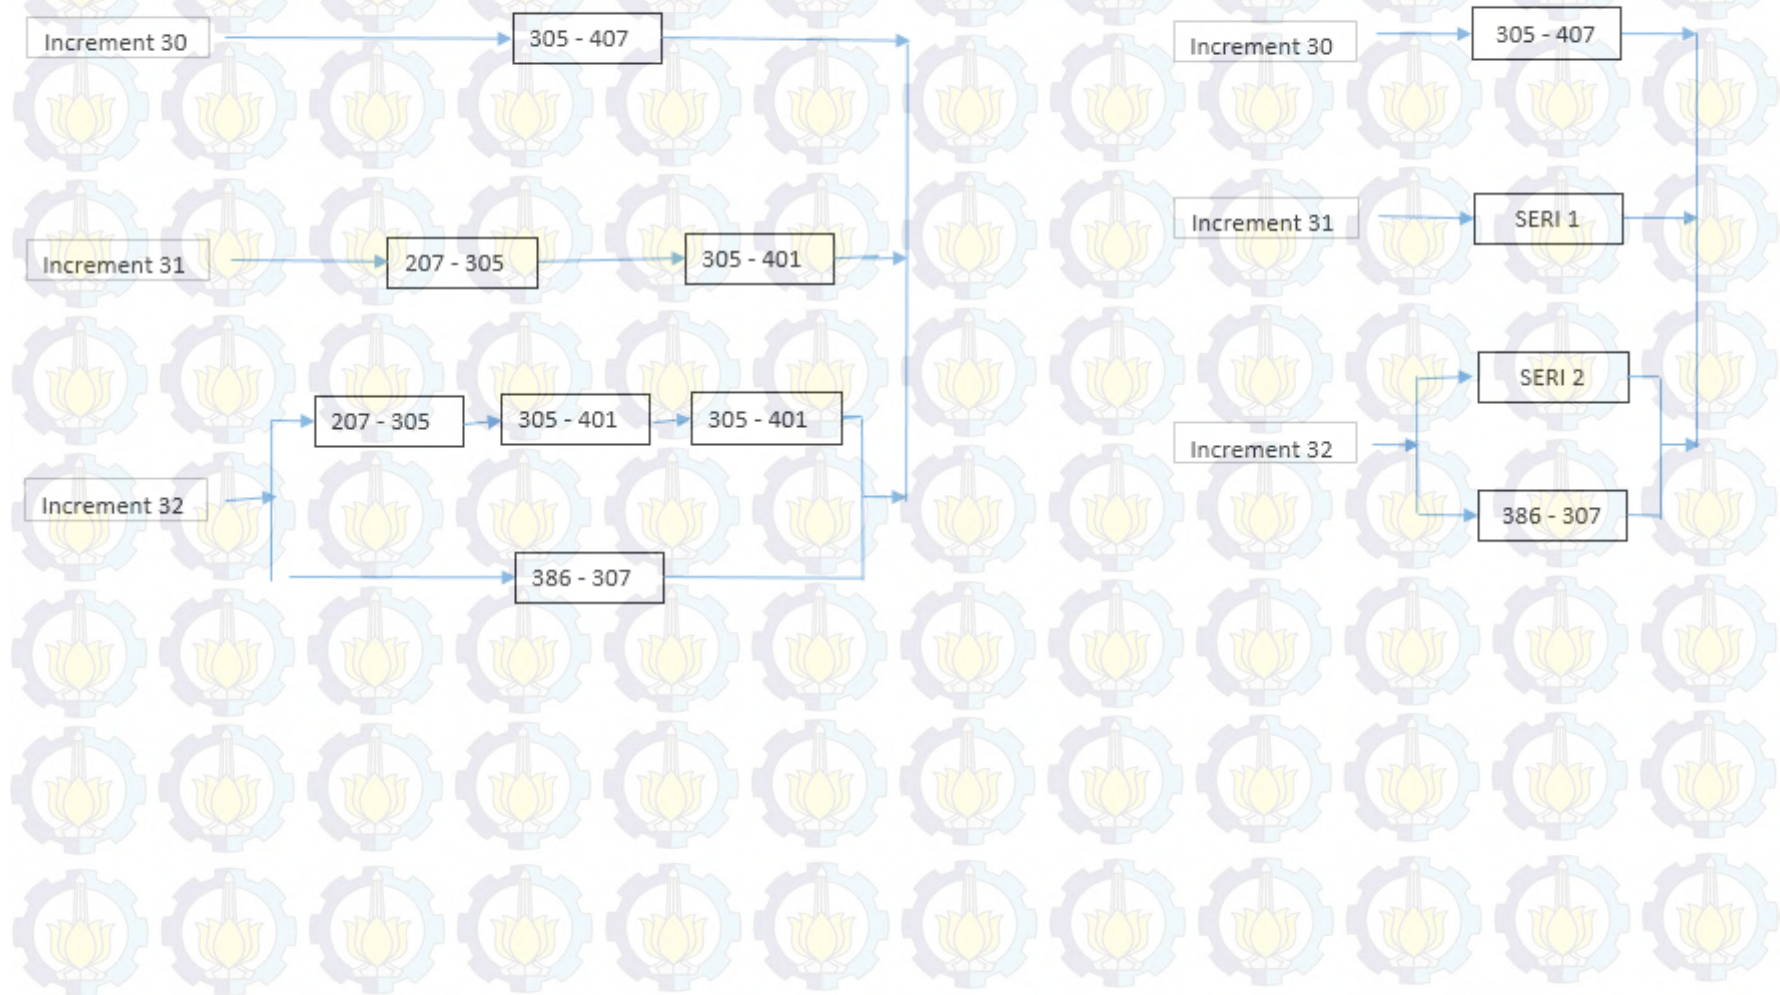 Increment 30
305 - 407
Increment 31
207 - 305
305 - 401
207 - 305
305 - 401
305 - 401
Increment 32
386 - 307
Increment 30
305 - 407
Increment 31
SERI 1
SERI 2
Increment 32
386 - 307